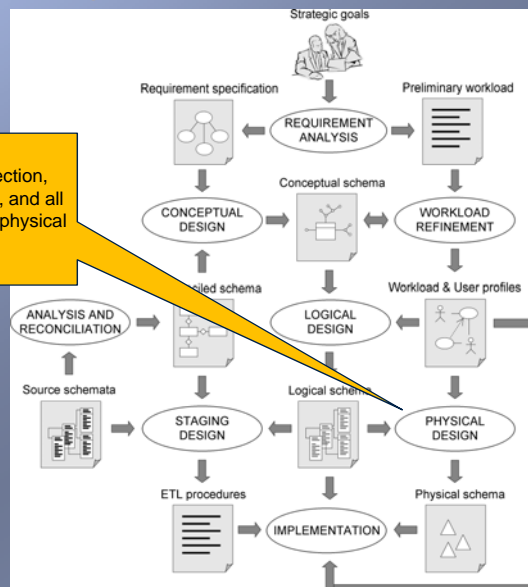 Strategic goals
Requirement specification
Preliminary workload
REQUIREMENT
ANALYSIS
ection,
, and all
physical
Conceptual schema
CONCEPTUAL
DESIGN
WORKLOAD
REFINEMENT
ciled schema
Workload & User profiles
ANALYSIS AND
RECONCILIATION
LOGICAL
DESIGN
Source schemata
Logical schema
STAGING
DESIGN
PHYSICAL
DESIGN
ETL procedures
Physical schema
IMPLEMENTATION